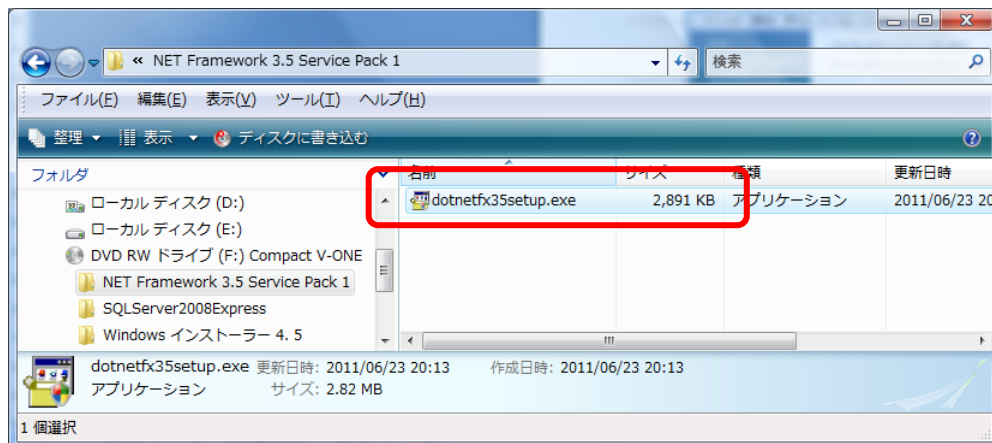 « NET Framework 3.5 Service Pack 1
検索
ファイル(F) 編集(E) 表示(V) ツール(T) ヘルプ(H)
整理 表示 ディスクに書き込む
フォルダ
名前 サイズ 種類 更新日時
dotnetfx35setup.exe 2,891 KB アプリケーション 2011/06/23 20
ローカル ディスク (D:)
ローカル ディスク (E:)
DVD RW ドライブ (F:) Compact V-ONE
NET Framework 3.5 Service Pack 1
SQLServer2008Express
Windows インストーラー 4. 5
dotnetfx35setup.exe 更新日時: 2011/06/23 20:13 作成日時: 2011/06/23 20:13
アプリケーション サイズ: 2.82 MB
1 個選択